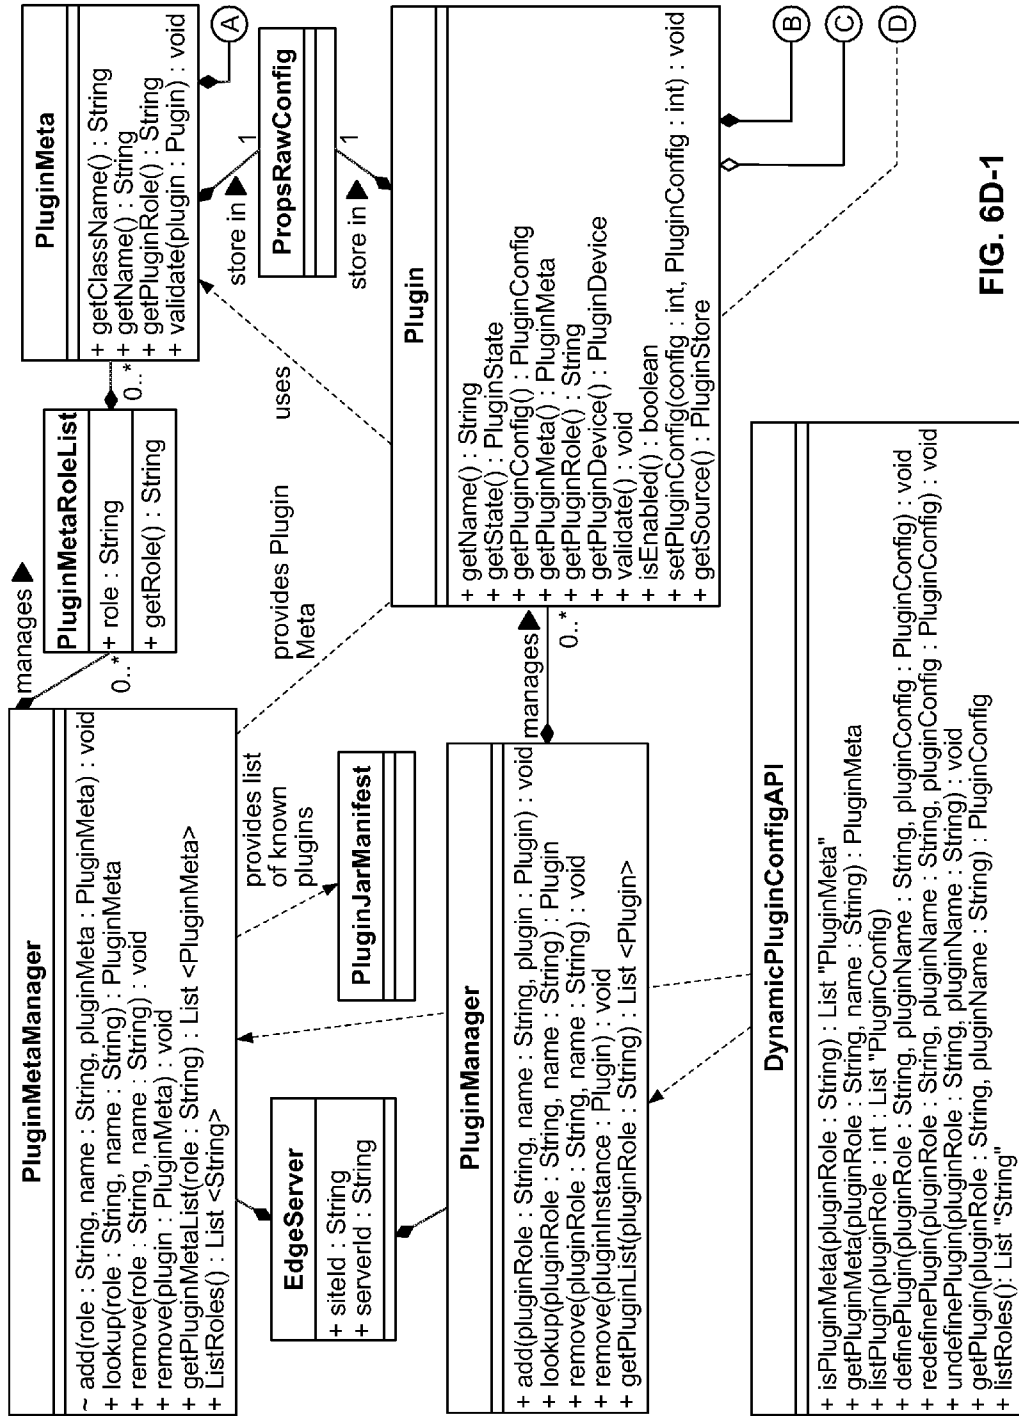 PluginMetaManager
~ add(role : String, name : String, pluginMeta : PluginMeta) : void
+ lookup(role : String, name : String) : PluginMeta
+ remove(role : String, name : String) : void
+ remove(plugin : PluginMeta) : void
+ getPluginMetaList(role : String) : List <PluginMeta>
+ ListRoles() : List <String>
manages
0..*
PluginMetaRoleList
+ role : String
+ getRole() : String
0..*
PluginMeta
+ getClassName() : String
+ getName() : String
+ getPluginRole() : String
+ validate(plugin : Pugin) : void
A
EdgeServer
+ siteId : String
+ serverId : String
provides list
of known
plugins
PluginJarManifest
provides Plugin
Meta
uses
store in
1
PropsRawConfig
store in
1
PluginManager
+ add(pluginRole : String, name : String, plugin : Plugin) : void
+ lookup(pluginRole : String, name : String) : Plugin
+ remove(pluginRole : String, name : String) : void
+ remove(pluginInstance : Plugin) : void
+ getPluginList(pluginRole : String) : List <Plugin>
manages
0..*
Plugin
+ getName() : String
+ getState() : PluginState
+ getPluginConfig() : PluginConfig
+ getPluginMeta() : PluginMeta
+ getPluginRole() : String
+ getPluginDevice() : PluginDevice
+ validate() : void
+ isEnabled() : boolean
setPluginConfig(config : int, PluginConfig : int) : void
+ getSource() : PluginStore
B
C
D
DynamicPluginConfigAPI
+ isPluginMeta(pluginRole : String) : List "PluginMeta"
+ getPluginMeta(pluginRole : String, name : String) : PluginMeta
listPlugin(pluginRole : int : List "PluginConfig)
+ definePlugin(pluginRole : String, pluginName : String, pluginConfig : PluginConfig) : void
+ redefinePlugin(pluginRole : String, pluginName : String, pluginConfig : PluginConfig) : void
+ undefinePlugin(pluginRole : String, pluginName : String) : void
+ getPlugin(pluginRole : String, pluginName : String) : PluginConfig
+ listRoles(): List "String"
FIG. 6D-1